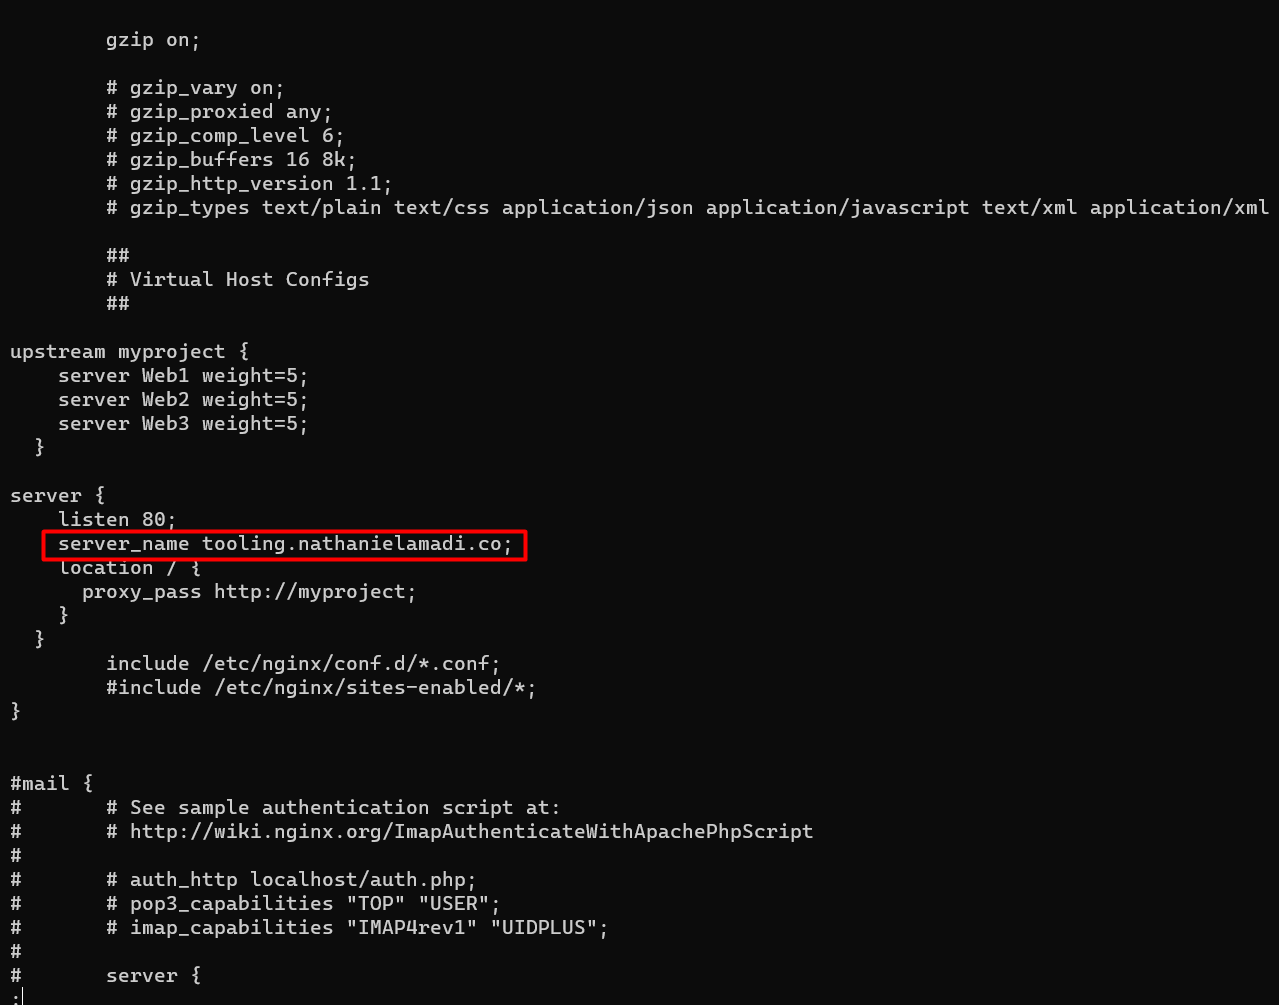 gzip on;
# gzip_vary on;
# gzip_proxied any;
# gzip_comp_level 6;
# gzip_buffers 16 8k;
# gzip_http_version 1.1;
# gzip_types text/plain text/css application/json application/javascript text/xml application/xml
##
# Virtual Host Configs
##
upstream myproject {
server Web1 weight=5;
server Web2 weight=5;
server Web3 weight=5;
}
server {
listen 80;
server_name tooling.nathanielamadi.co;
location / {
proxy_pass http://myproject;
}
}
include /etc/nginx/conf.d/*.conf;
#include /etc/nginx/sites-enabled/*;
}
#mail {
# # See sample authentication script at:
# # http://wiki.nginx.org/ImapAuthenticateWithApachePhpScript
#
# # auth_http localhost/auth.php;
# # pop3_capabilities "TOP" "USER";
# # imap_capabilities "IMAP4rev1" "UIDPLUS";
#
# server {
: